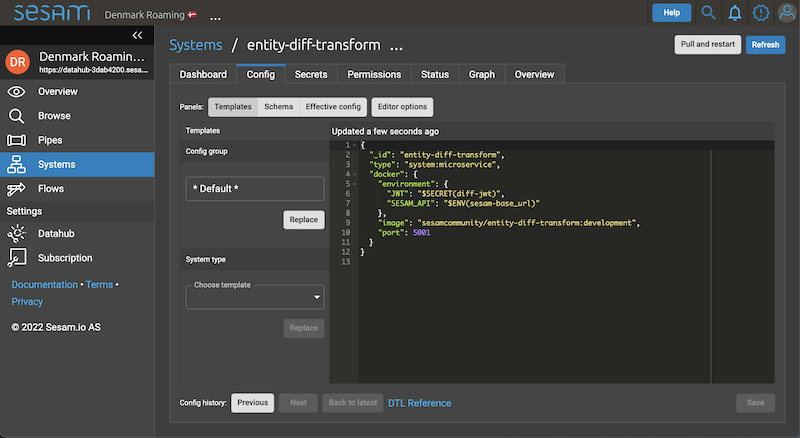 sesam
Denmark Roaming 🇩🇰 ...
Help
DR
Denmark Roamin...
https://datahub-3dab4200.sesa...
Overview
Browse
Pipes
Systems
Flows
Settings
Datahub
Subscription
Documentation • Terms •
Privacy
© 2022 Sesam.io AS
Systems / entity-diff-transform ...
Pull and restart
Refresh
Dashboard Config Secrets Permissions Status Graph Overview
Panels: Templates Schema Effective config Editor options
Templates
Config group
* Default *
Replace
System type
Choose template
Replace
Updated a few seconds ago
1 {
2 "_id": "entity-diff-transform",
3 "type": "system:microservice",
4 "docker": {
5 "environment": {
6 "JWT": "$SECRET(diff-jwt)",
7 "SESAM_API": "$ENV(sesam-base_url)"
8 },
9 "image": "sesamcommunity/entity-diff-transform:development",
10 "port": 5001
11 }
12 }
13
Config history: Previous Next Back to latest DTL Reference
Save